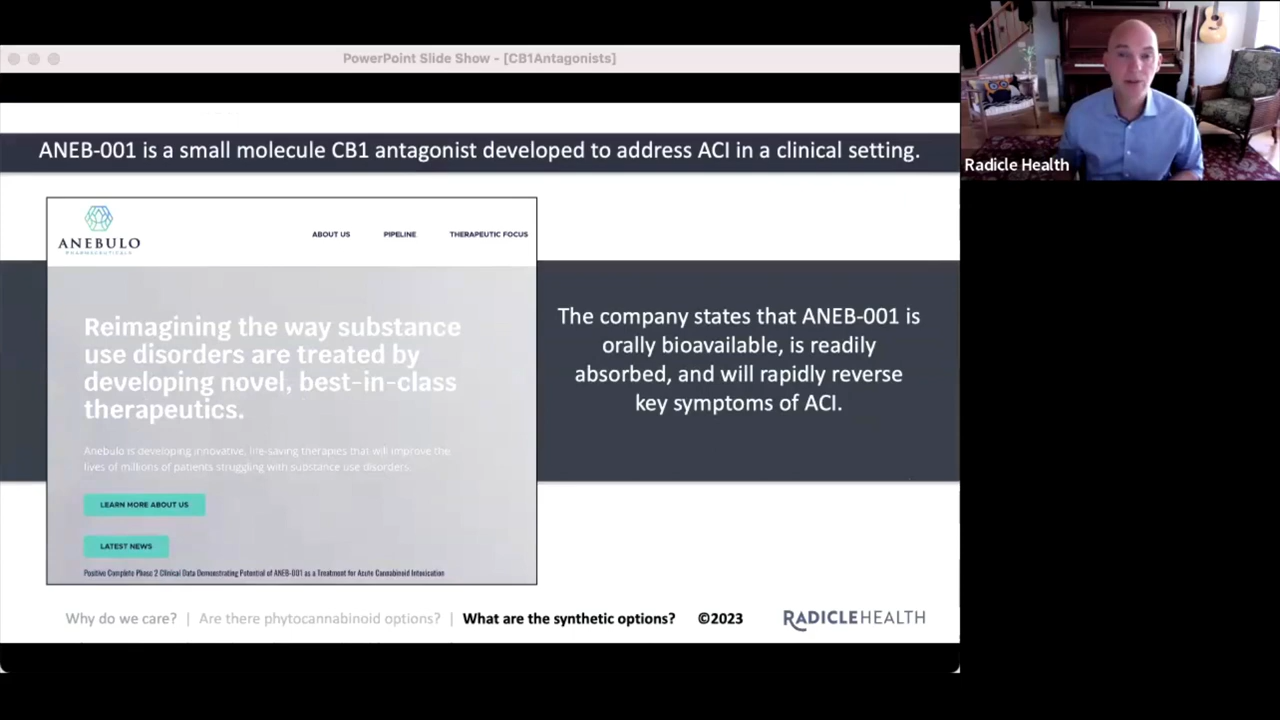 PowerPoint Slide Show - [CB1Antagonists]
ANEB-001 is a small molecule CB1 antagonist developed to address ACI in a clinical setting.
ANEBULO
PHARMACEUTICALS
ABOUT US
PIPELINE
THERAPEUTIC FOCUS
Reimagining the way substance
use disorders are treated by
developing novel, best-in-class
therapeutics.
Anebulo is developing innovative, life-saving therapies that will improve the
lives of millions of patients struggling with substance use disorders.
LEARN MORE ABOUT US
LATEST NEWS
Positive Complete Phase 2 Clinical Data Demonstrating Potential of ANEB-001 as a Treatment for Acute Cannabinoid Intoxication
The company states that ANEB-001 is
orally bioavailable, is readily
absorbed, and will rapidly reverse
key symptoms of ACI.
Why do we care? | Are there phytocannabinoid options? | What are the synthetic options? ©2023 RADICLEHEALTH
Radicle Health